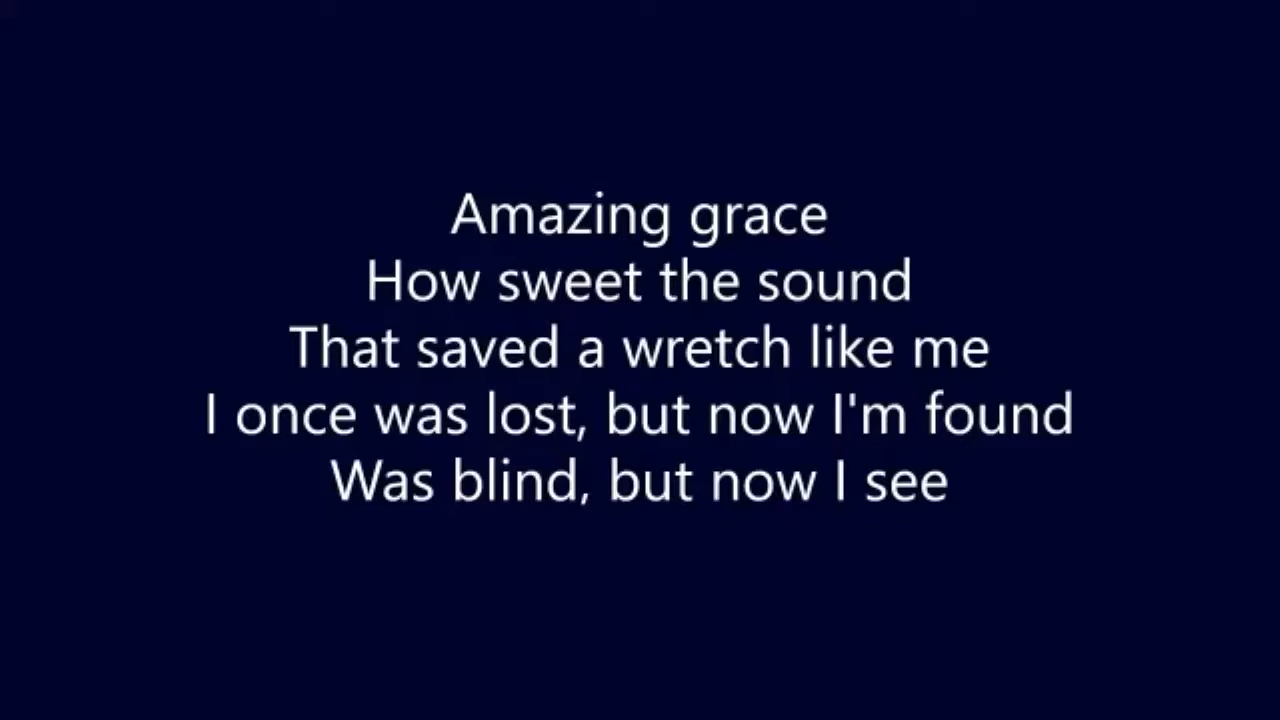 Amazing grace
How sweet the sound
That saved a wretch like me
I once was lost, but now I'm found
Was blind, but now I see